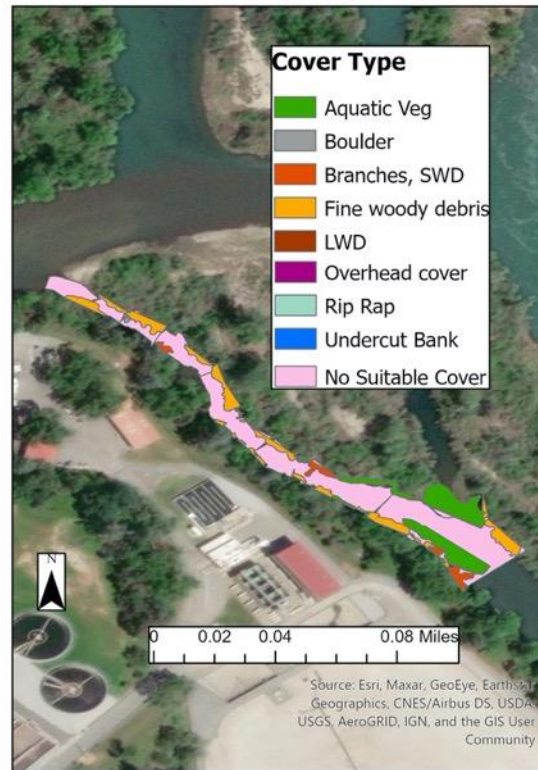 Cover Type
Aquatic Veg
Boulder
Branches, SWD
Fine woody debris
LWD
Overhead cover
Rip Rap
Undercut Bank
No Suitable Cover
N
0 0.02 0.04 0.08 Miles
Source: Esri, Maxar, GeoEye, Earthstar
Geographics, CNES/Airbus DS, USDA,
USGS, AeroGRID, IGN, and the GIS User
Community